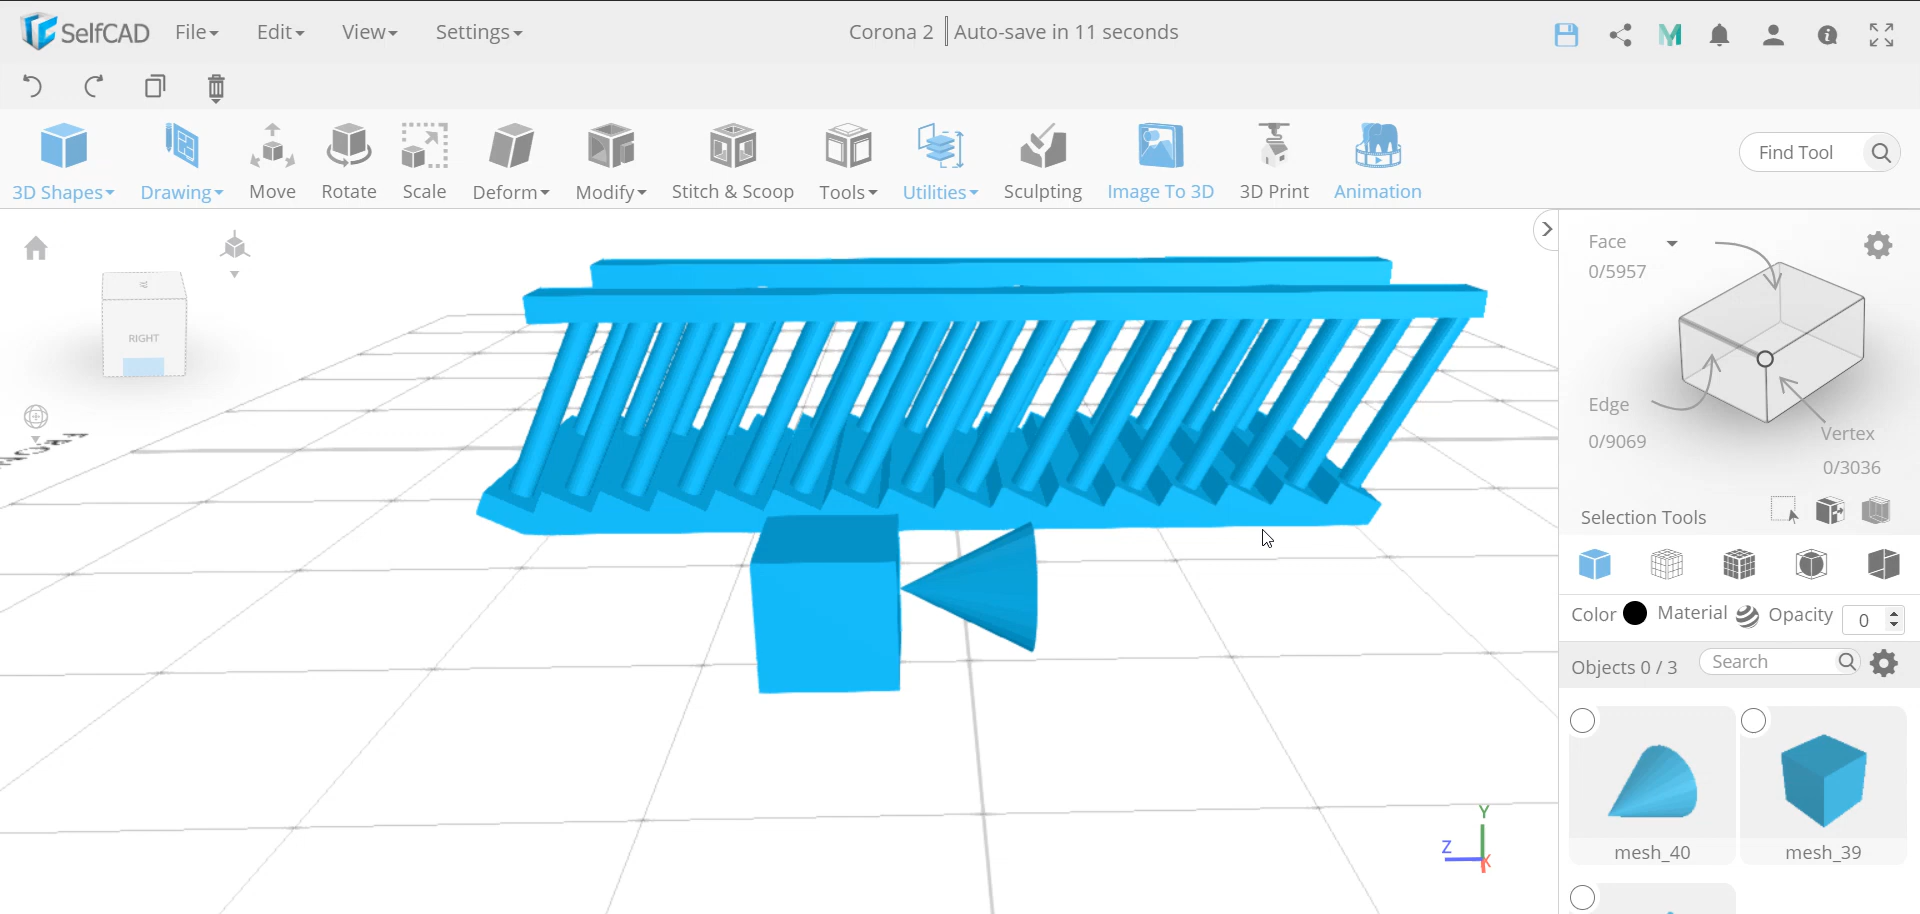 SelfCAD File Edit View Settings Corona 2 Auto-save in 11 seconds
3D Shapes Drawing Move Rotate Scale Deform Modify Stitch & Scoop Tools Utilities Sculpting Image To 3D 3D Print Animation Find Tool
Face
0/5957
RIGHT
Edge
0/9069
Vertex
0/3036
Selection Tools
Color Material Opacity 0
Objects 0 / 3 Search
mesh_40 mesh_39
Y
Z
X